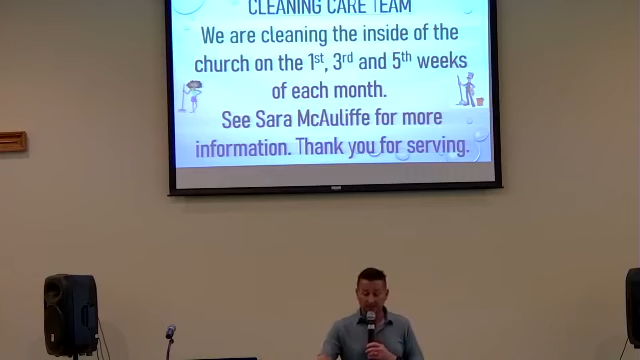 CLEANING CARE TEAM
We are cleaning the inside of the
church on the 1st, 3rd and 5th weeks
of each month.
See Sara McAuliffe for more
information. Thank you for serving.